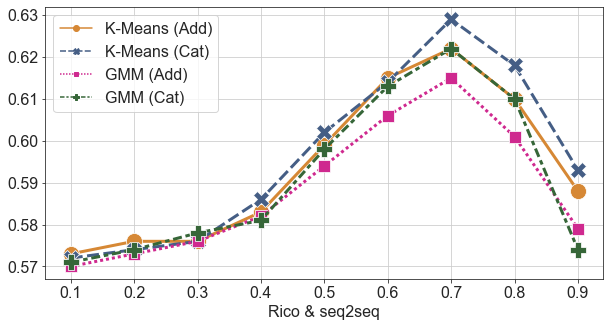 0.63
0.62
0.61
0.60
0.59
0.58
0.57
K-Means (Add)
K-Means (Cat)
GMM (Add)
GMM (Cat)
0.1 0.2 0.3 0.4 0.5 0.6 0.7 0.8 0.9
Rico & seq2seq